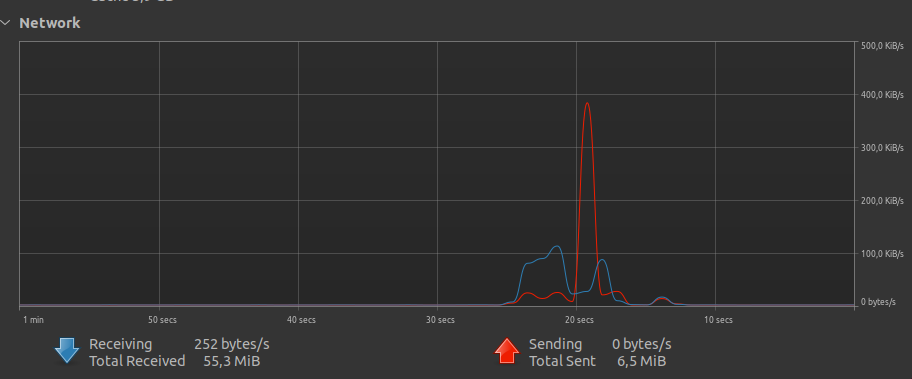 Network
500,0 KiB/s
400,0 KiB/s
300,0 KiB/s
200,0 KiB/s
100,0 KiB/s
0 bytes/s
1 min 50 secs 40 secs 30 secs 20 secs 10 secs
Receiving 252 bytes/s Sending 0 bytes/s
Total Received 55,3 MiB Total Sent 6,5 MiB